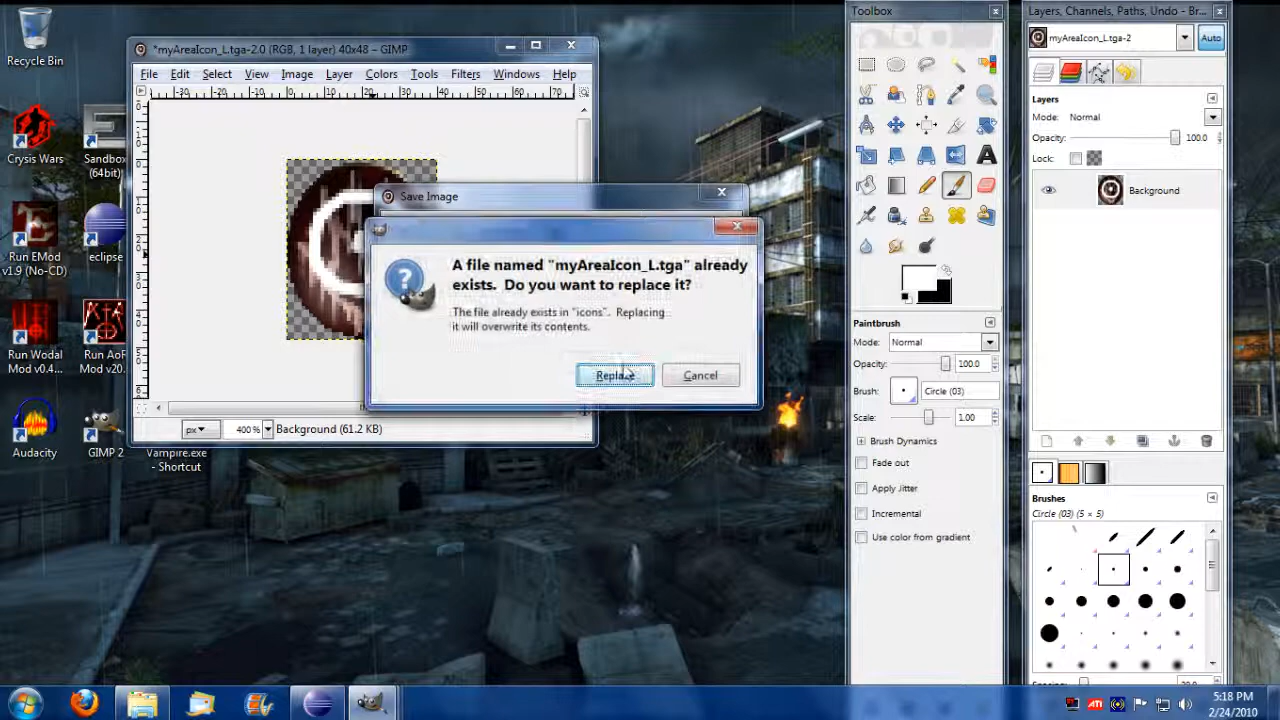 Recycle Bin
Crysis Wars
Sandbox
(64bit)
Run EMod
v1.9 (No-CD)
eclipse
Run Wodal
Mod v0.4...
Run AoR
Mod v20.
Audacity
GIMP 2
Vampire.exe
- Shortcut
*myAreaIcon_L.tga-2.0 (RGB, 1 layer) 40x48 – GIMP
File Edit Select View Image Layer Colors Tools Filters Windows Help
px 400% Background (61.2 KB)
Save Image
A file named "myAreaIcon_L.tga" already
exists. Do you want to replace it?
The file already exists in "icons". Replacing
it will overwrite its contents.
Replace Cancel
Toolbox
Paintbrush
Mode: Normal
Opacity: 100.0
Brush: Circle (03)
Scale: 1.00
Brush Dynamics
Fade out
Apply Jitter
Incremental
Use color from gradient
Layers, Channels, Paths, Undo - Br...
myAreaIcon_L.tga-2 Auto
Layers
Mode: Normal
Opacity: 100.0
Lock:
Background
Brushes
Circle (03) (5 × 5)
ATI
5:18 PM
2/24/2010